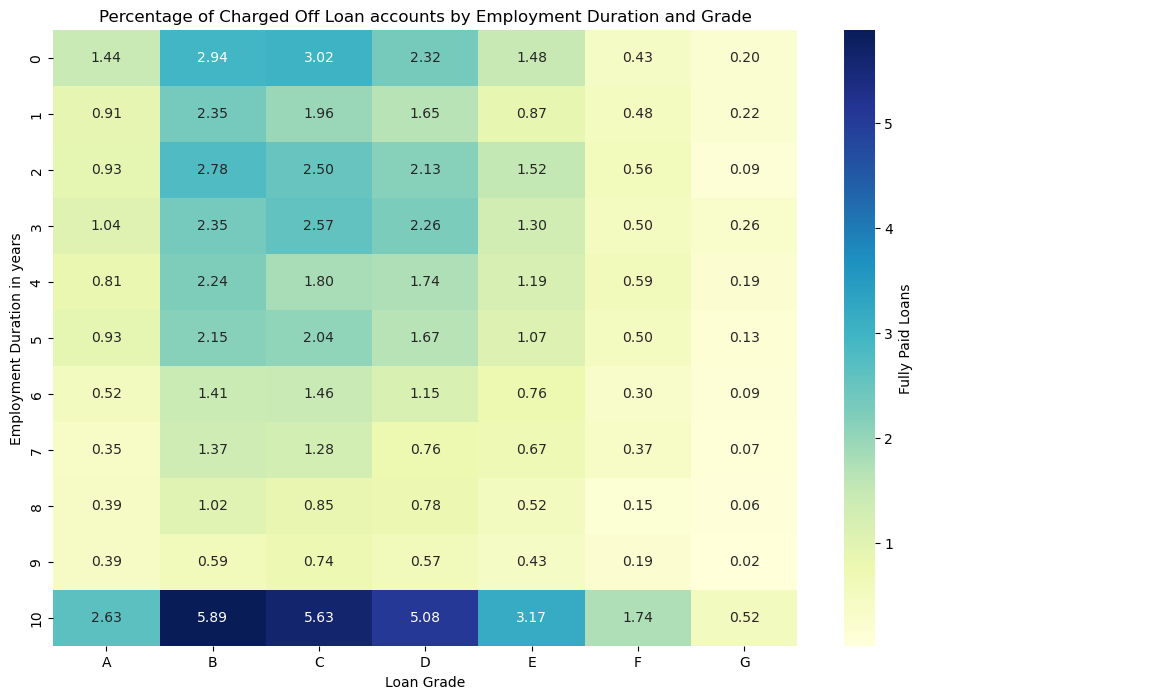 Percentage of Charged Off Loan accounts by Employment Duration and Grade
Employment Duration in years
0 1.44 2.94 3.02 2.32 1.48 0.43 0.20
1 0.91 2.35 1.96 1.65 0.87 0.48 0.22
2 0.93 2.78 2.50 2.13 1.52 0.56 0.09
3 1.04 2.35 2.57 2.26 1.30 0.50 0.26
4 0.81 2.24 1.80 1.74 1.19 0.59 0.19
5 0.93 2.15 2.04 1.67 1.07 0.50 0.13
6 0.52 1.41 1.46 1.15 0.76 0.30 0.09
7 0.35 1.37 1.28 0.76 0.67 0.37 0.07
8 0.39 1.02 0.85 0.78 0.52 0.15 0.06
9 0.39 0.59 0.74 0.57 0.43 0.19 0.02
10 2.63 5.89 5.63 5.08 3.17 1.74 0.52
A B C D E F G
Loan Grade
5
4
3
2
1
Fully Paid Loans